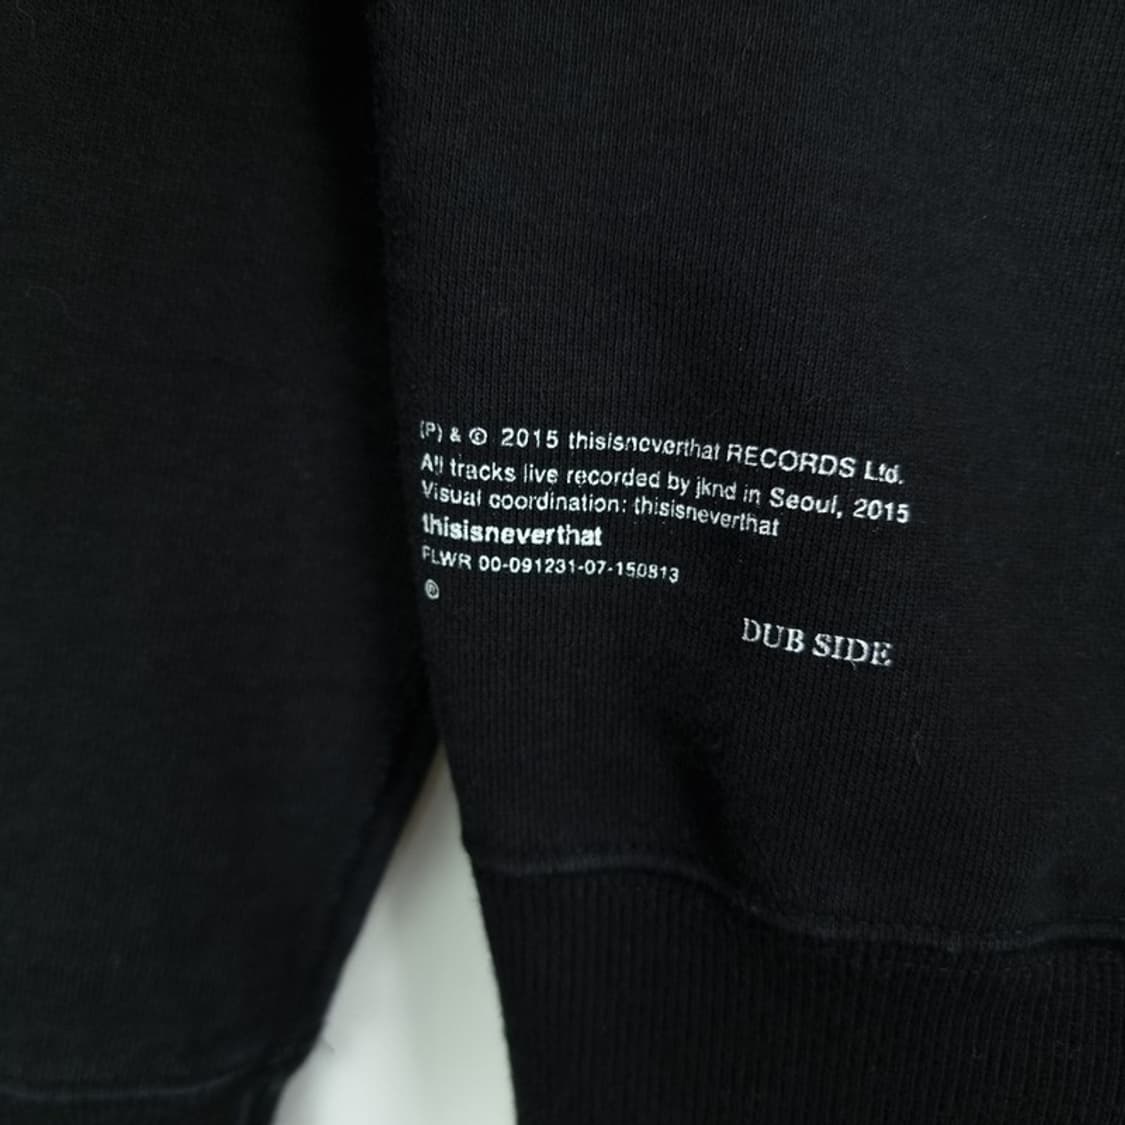 (P) & © 2015 thisisneverthat RECORDS Ltd.
All tracks live recorded by jknd in Seoul, 2015
Visual coordination: thisisneverthat
thisisneverthat
FLWR 00-091231-07-150813
®
DUB SIDE